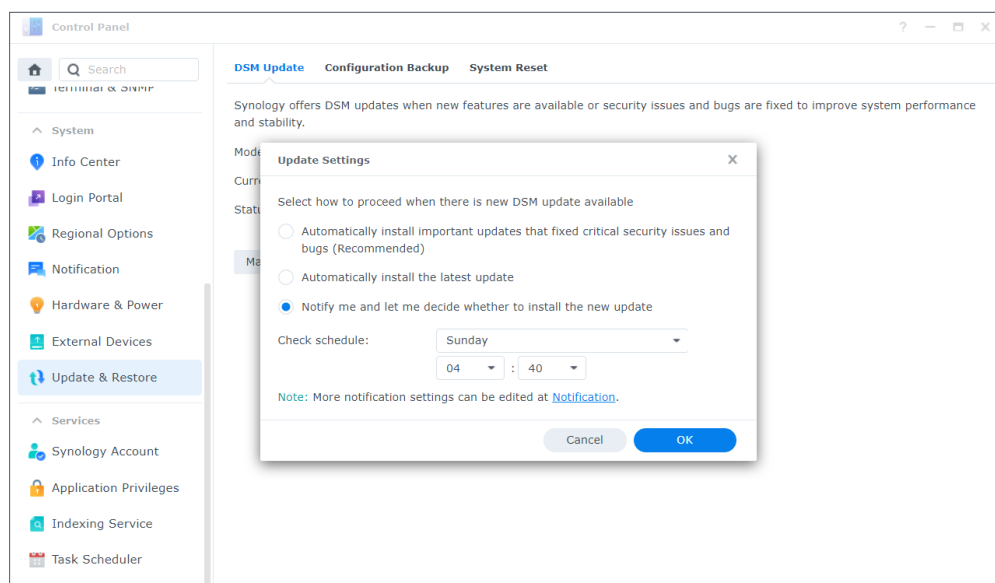 Control Panel
Search
Terminal & SNMP
System
Info Center
Login Portal
Regional Options
Notification
Hardware & Power
External Devices
Update & Restore
Services
Synology Account
Application Privileges
Indexing Service
Task Scheduler
DSM Update Configuration Backup System Reset
Synology offers DSM updates when new features are available or security issues and bugs are fixed to improve system performance
and stability.
Mode
Curr
Statu
Ma
Update Settings
Select how to proceed when there is new DSM update available
Automatically install important updates that fixed critical security issues and
bugs (Recommended)
Automatically install the latest update
Notify me and let me decide whether to install the new update
Check schedule: Sunday
04 : 40
Note: More notification settings can be edited at Notification.
Cancel OK